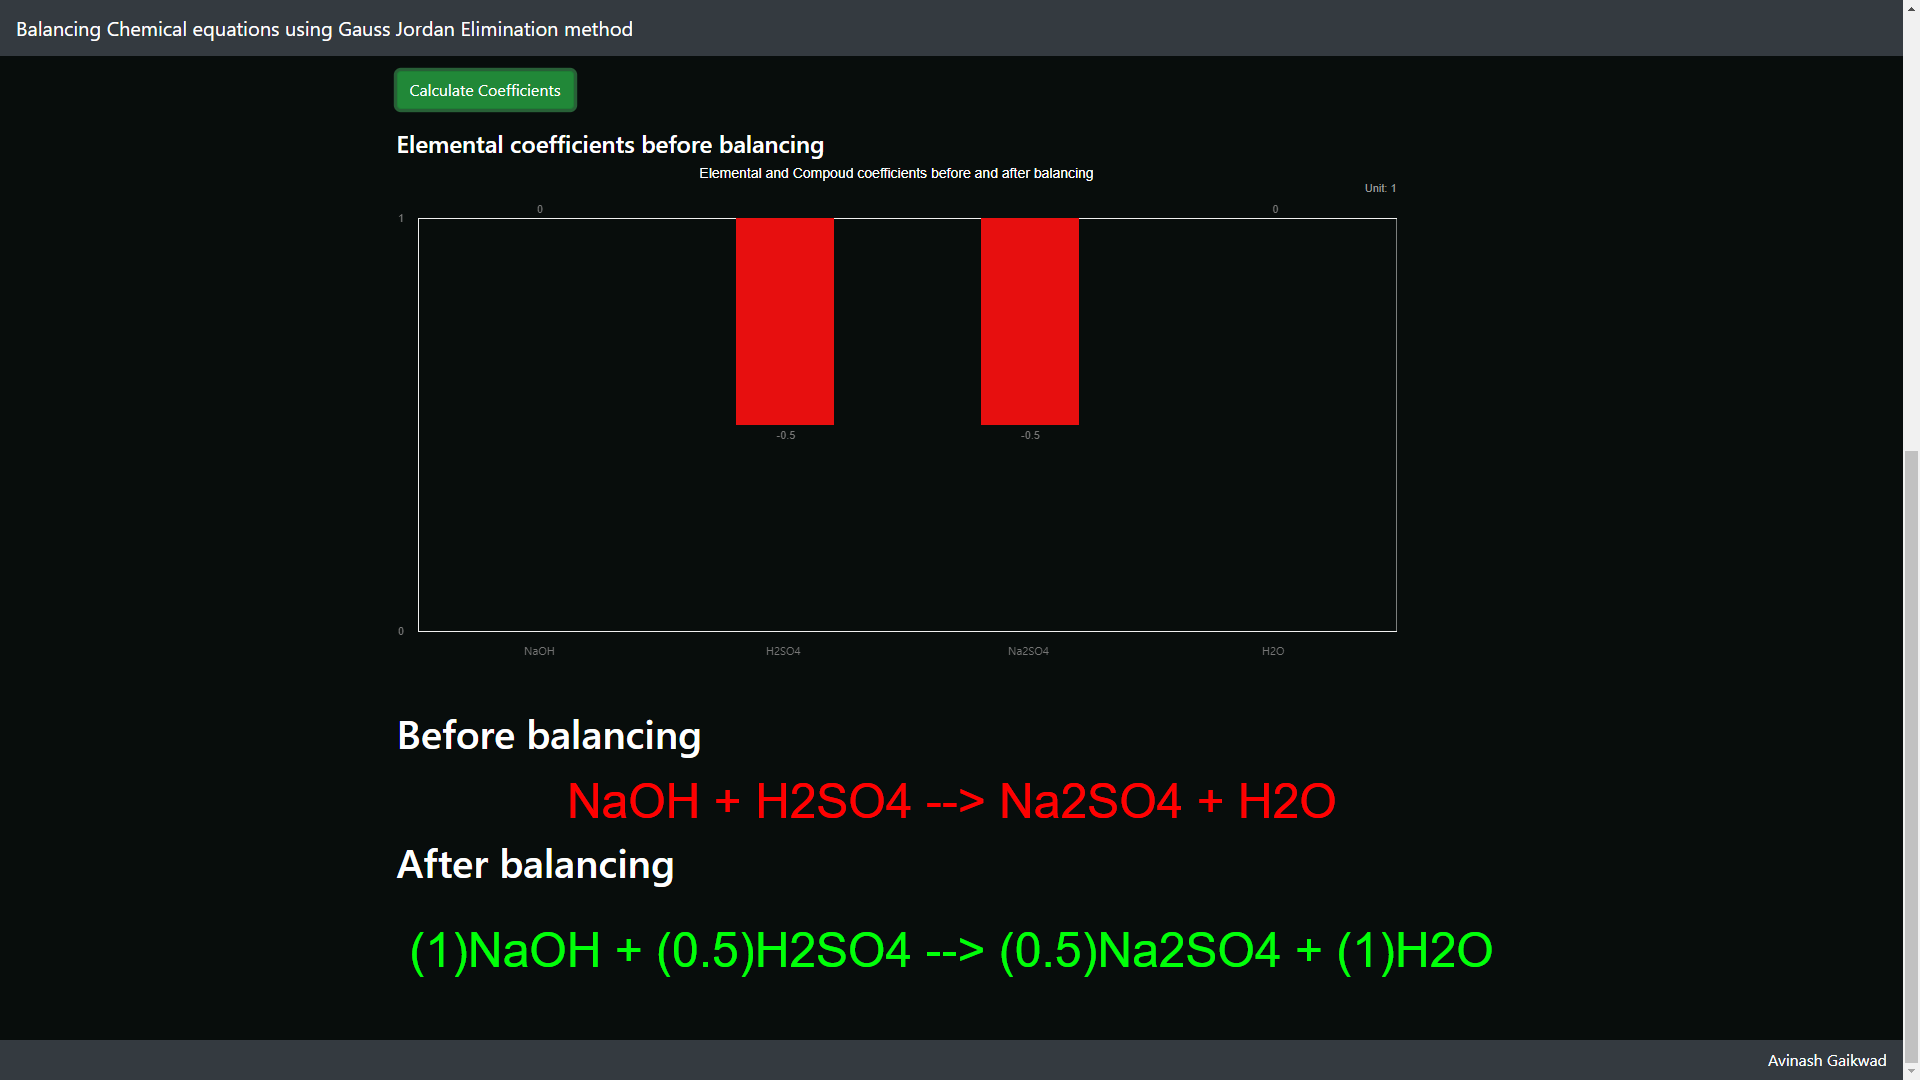 Balancing Chemical equations using Gauss Jordan Elimination method
Calculate Coefficients
Elemental coefficients before balancing
Elemental and Compoud coefficients before and after balancing
Unit: 1
0 0
1
-0.5 -0.5
0
NaOH H2SO4 Na2SO4 H2O
Before balancing
NaOH + H2SO4 --> Na2SO4 + H2O
After balancing
(1)NaOH + (0.5)H2SO4 --> (0.5)Na2SO4 + (1)H2O
Avinash Gaikwad